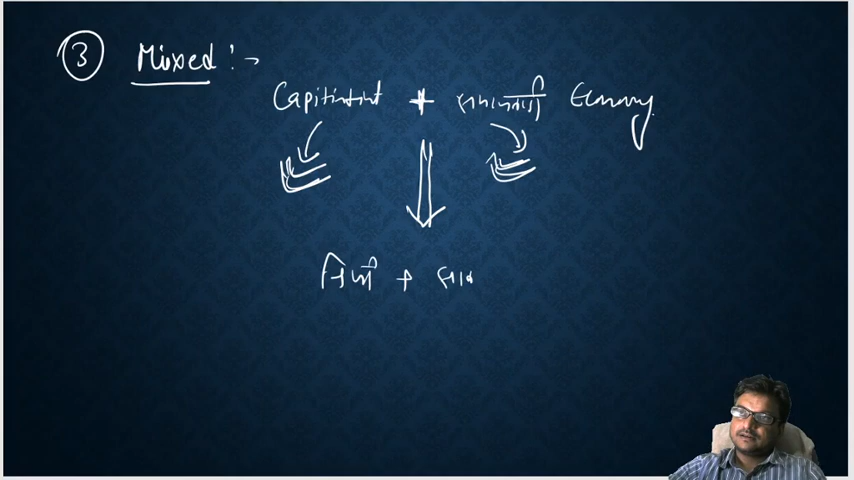 3 Mixed :-
Capitalist + समाजवादी Economy
निजी + साव